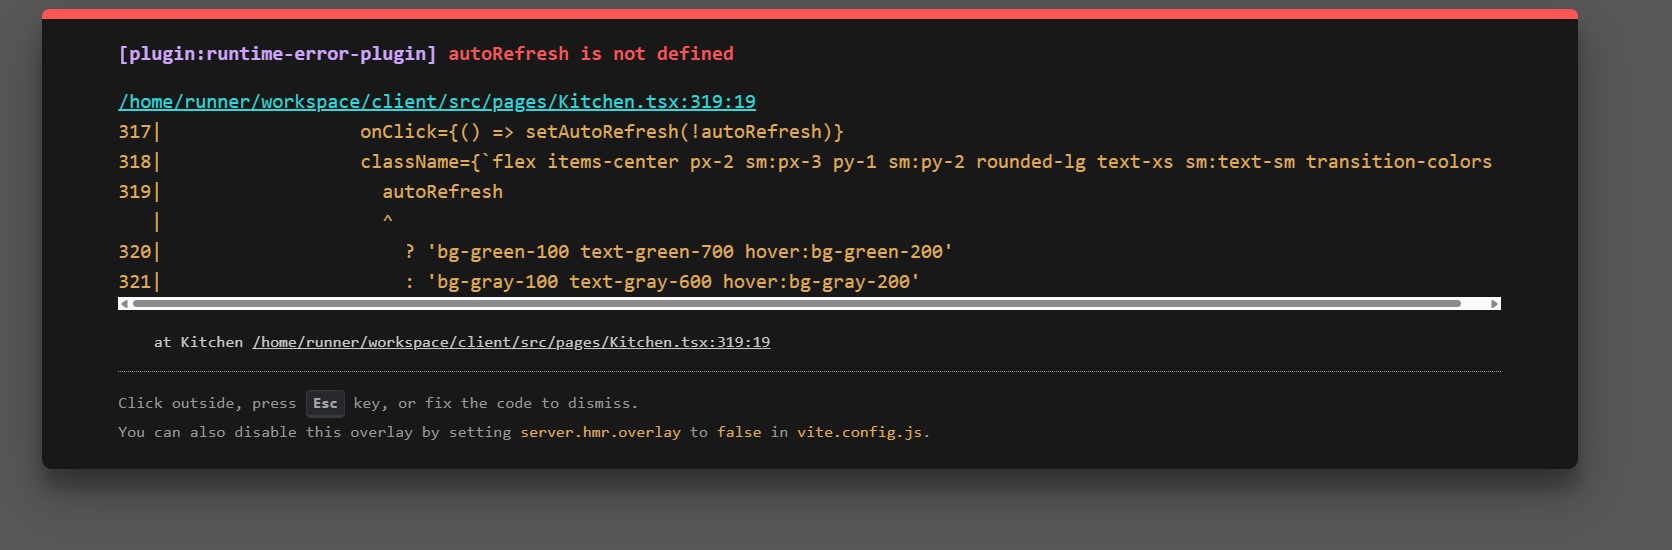 [plugin:runtime-error-plugin] autoRefresh is not defined
/home/runner/workspace/client/src/pages/Kitchen.tsx:319:19
317|                  onClick={() => setAutoRefresh(!autoRefresh)}
318|                  className={`flex items-center px-2 sm:px-3 py-1 sm:py-2 rounded-lg text-xs sm:text-sm transition-colors
319|                    autoRefresh
   |                    ^
320|                      ? 'bg-green-100 text-green-700 hover:bg-green-200'
321|                      : 'bg-gray-100 text-gray-600 hover:bg-gray-200'
at Kitchen /home/runner/workspace/client/src/pages/Kitchen.tsx:319:19
Click outside, press Esc key, or fix the code to dismiss.
You can also disable this overlay by setting server.hmr.overlay to false in vite.config.js.